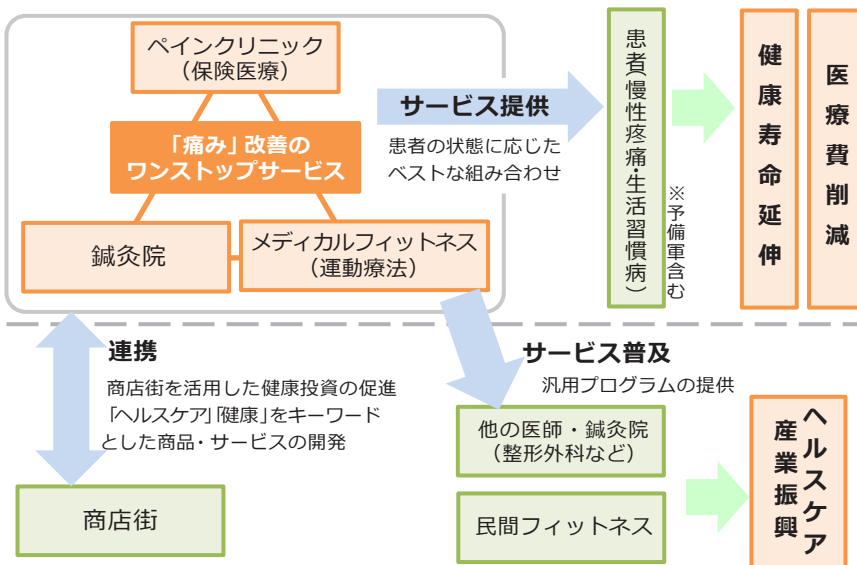 ペインクリニック
（保険医療）
「痛み」改善の
ワンストップサービス
鍼灸院
メディカルフィットネス
（運動療法）
サービス提供
患者の状態に応じた
ベストな組み合わせ
患者（慢性疼痛・生活習慣病）
※予備軍含む
健康寿命延伸
医療費削減
連携
商店街を活用した健康投資の促進
「ヘルスケア」「健康」をキーワード
とした商品・サービスの開発
商店街
サービス普及
汎用プログラムの提供
他の医師・鍼灸院
（整形外科など）
民間フィットネス
ヘルスケア
産業振興